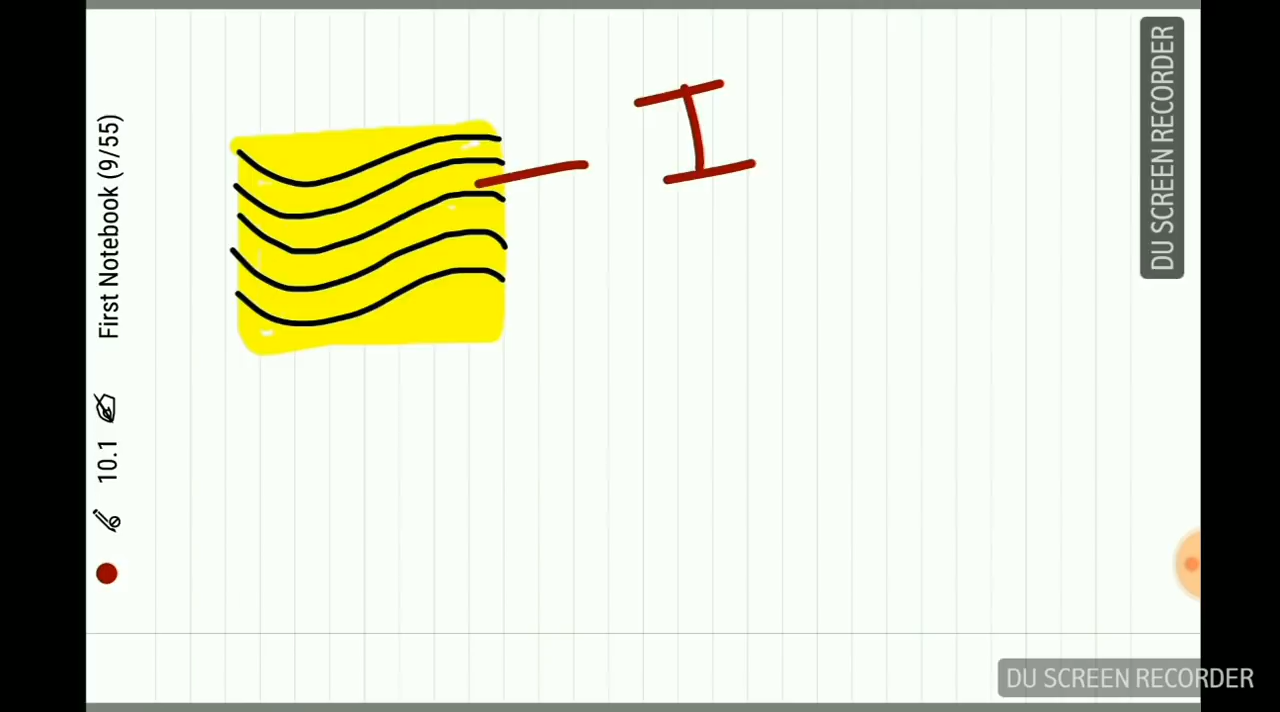 First Notebook (9/55)
10.1
I
DU SCREEN RECORDER
DU SCREEN RECORDER